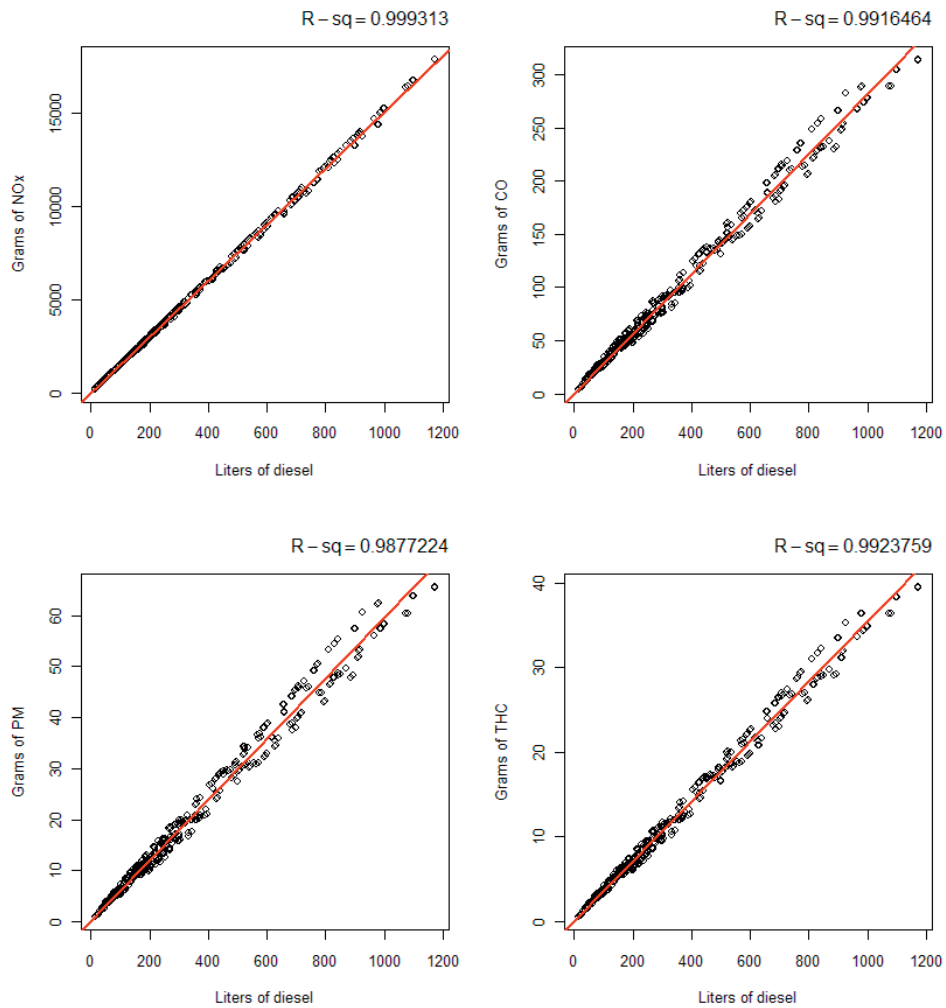 R – sq = 0.999313
Grams of NOx
15000
10000
5000
0
0 200 400 600 800 1000 1200
Liters of diesel
R – sq = 0.9916464
Grams of CO
300
250
200
150
100
50
0
0 200 400 600 800 1000 1200
Liters of diesel
R – sq = 0.9877224
Grams of PM
60
50
40
30
20
10
0
0 200 400 600 800 1000 1200
Liters of diesel
R – sq = 0.9923759
Grams of THC
40
30
20
10
0
0 200 400 600 800 1000 1200
Liters of diesel